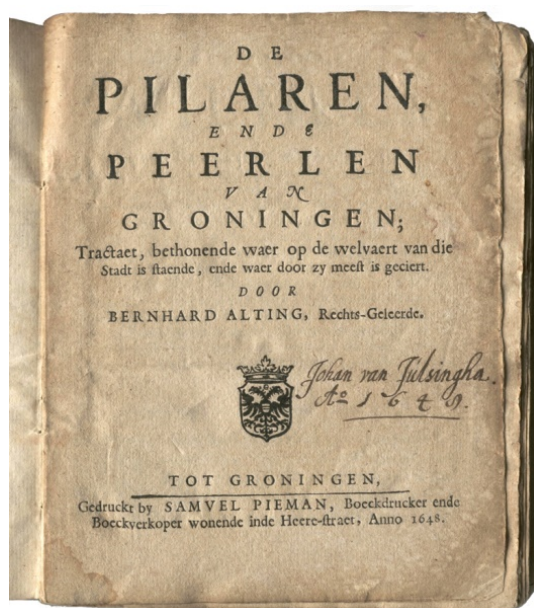 DE
PILAREN,
ENDE
PEERLEN
VAN
GRONINGEN;
Tractaet, bethonende waer op de welvaert van die
Stadt is staende, ende waer door zy meest is geciert.
DOOR
BERNHARD ALTING, Rechts-Geleerde.
Johan van Julsingha.
Aº 1649.
TOT GRONINGEN,
Gedruckt by SAMVEL PIEMAN, Boeckdrucker ende
Boeckverkoper wonende inde Heere-straet, Anno 1648.